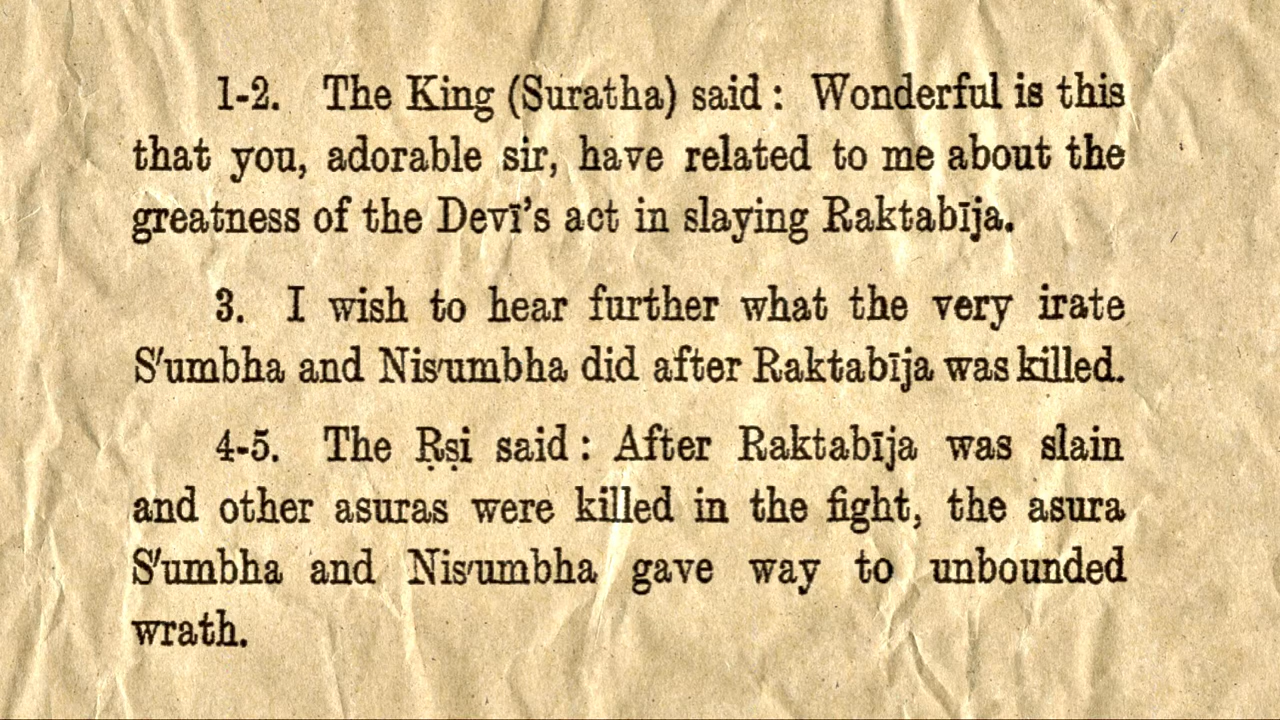 1-2. The King (Suratha) said : Wonderful is this
that you, adorable sir, have related to me about the
greatness of the Devī's act in slaying Raktabīja.
3. I wish to hear further what the very irate
S'umbha and Nis'umbha did after Raktabīja was killed.
4-5. The Ṛṣi said : After Raktabīja was slain
and other asuras were killed in the fight, the asura
S'umbha and Nis'umbha gave way to unbounded
wrath.